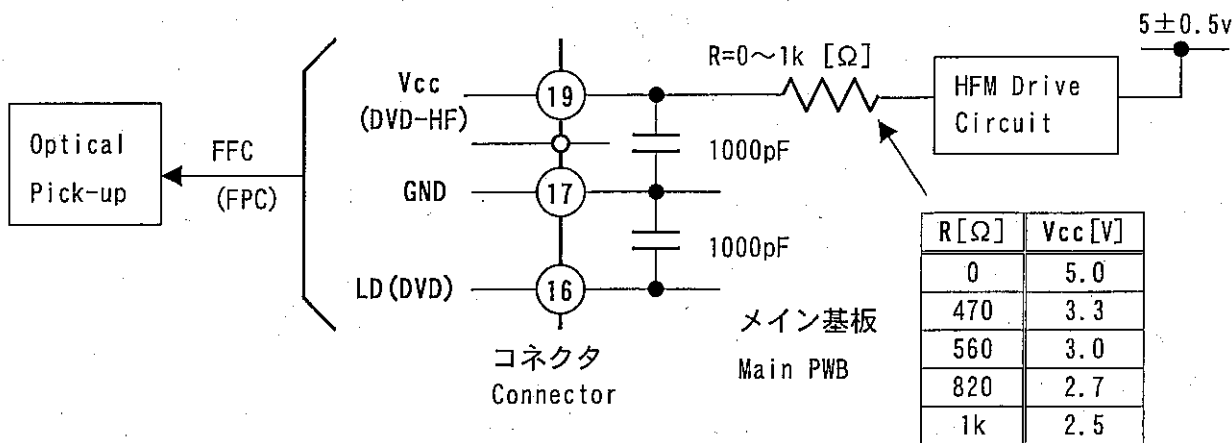 5±0.5v
R=0～1k [Ω]
Vcc
(DVD-HF)
19
HFM Drive
Circuit
Optical
Pick-up
FFC
(FPC)
1000pF
GND
17
1000pF
LD(DVD)
16
メイン基板
Main PWB
コネクタ
Connector
R[Ω] Vcc[V]
0 5.0
470 3.3
560 3.0
820 2.7
1k 2.5